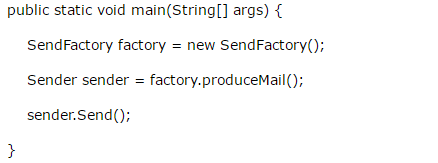 public static void main(String[] args) {
SendFactory factory = new SendFactory();
Sender sender = factory.produceMail();
sender.Send();
}